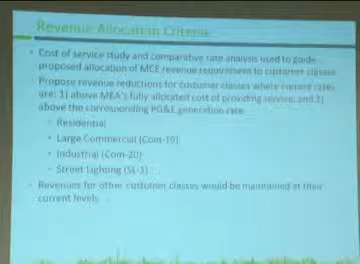 Revenue Allocation Criteria
Cost of service study and comparative rate analysis used to guide
proposed allocation of MCE revenue requirement to customer classes
Propose revenue reductions for customer classes where current rates
are: 1) above MEA's fully allocated cost of providing service; and 2)
above the corresponding PG&E generation rate
Residential
Large Commercial (Com-19)
Industrial (Com-20)
Street Lighting (SL-1)
Revenues for other customer classes would be maintained at their
current levels